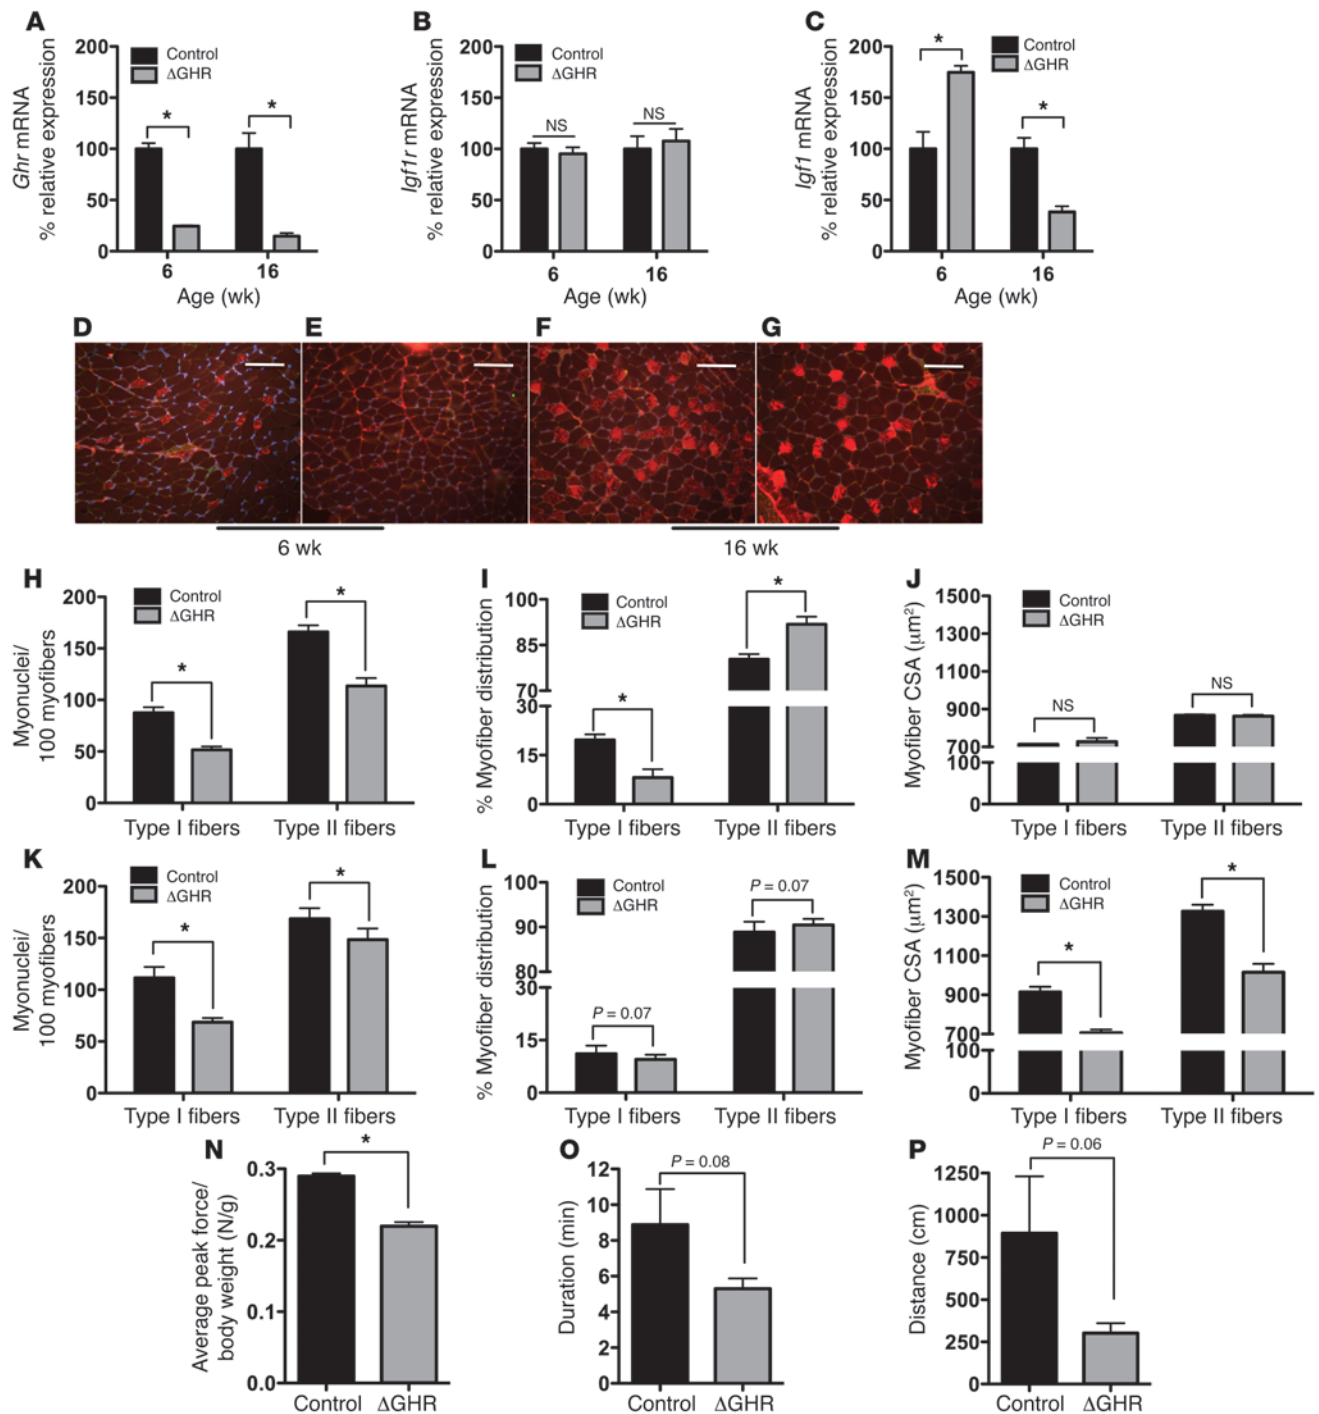 A
Ghr mRNA
% relative expression
200
150
100
50
0
Control
ΔGHR
*
*
6
16
Age (wk)
B
Igf1r mRNA
% relative expression
200
150
100
50
0
Control
ΔGHR
NS
NS
6
16
Age (wk)
C
Igf1 mRNA
% relative expression
200
150
100
50
0
Control
ΔGHR
*
*
6
16
Age (wk)
D
E
F
G
6 wk
16 wk
H
Myonuclei/
100 myofibers
200
150
100
50
0
Control
ΔGHR
*
*
Type I fibers
Type II fibers
I
% Myofiber distribution
100
85
70
30
15
0
Control
ΔGHR
*
*
Type I fibers
Type II fibers
J
Myofiber CSA (μm²)
1500
1300
1100
900
700
100
0
Control
ΔGHR
NS
NS
Type I fibers
Type II fibers
K
Myonuclei/
100 myofibers
200
150
100
50
0
Control
ΔGHR
*
*
Type I fibers
Type II fibers
L
% Myofiber distribution
100
90
80
30
15
0
Control
ΔGHR
P = 0.07
P = 0.07
Type I fibers
Type II fibers
M
Myofiber CSA (μm²)
1500
1300
1100
900
700
100
0
Control
ΔGHR
*
*
Type I fibers
Type II fibers
N
Average peak force/
body weight (N/g)
0.3
0.2
0.1
0.0
*
Control
ΔGHR
O
Duration (min)
12
10
8
6
4
2
0
P = 0.08
Control
ΔGHR
P
Distance (cm)
1250
1000
750
500
250
0
P = 0.06
Control
ΔGHR